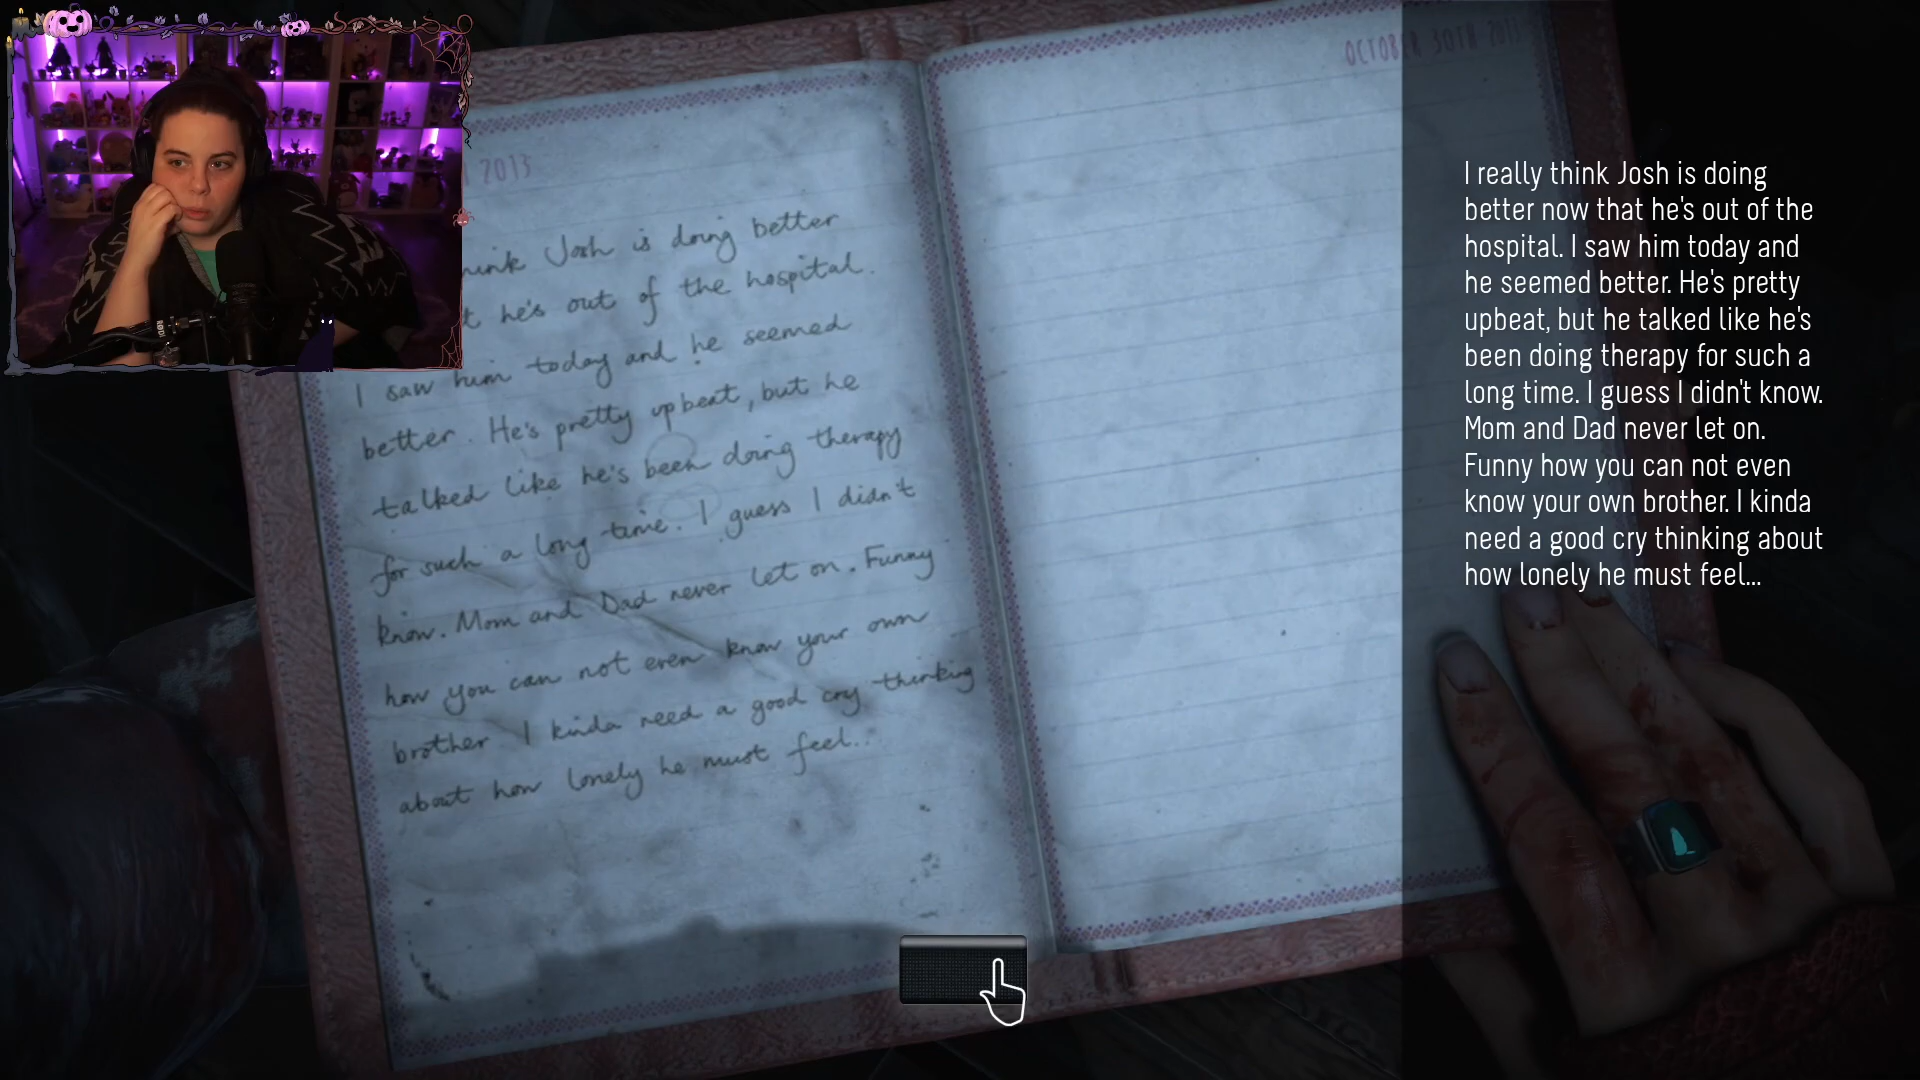 2013
OCTOBER 30TH 2013
Josh is doing better
he's out of the hospital.
I saw him today and he seemed
better. He's pretty upbeat, but he
talked like he's been doing therapy
for such a long time. I guess I didn't
know. Mom and Dad never let on. Funny
how you can not even know your own
brother I kinda need a good cry thinking
about how lonely he must feel...
I really think Josh is doing
better now that he's out of the
hospital. I saw him today and
he seemed better. He's pretty
upbeat, but he talked like he's
been doing therapy for such a
long time. I guess I didn't know.
Mom and Dad never let on.
Funny how you can not even
know your own brother. I kinda
need a good cry thinking about
how lonely he must feel...
RØDE